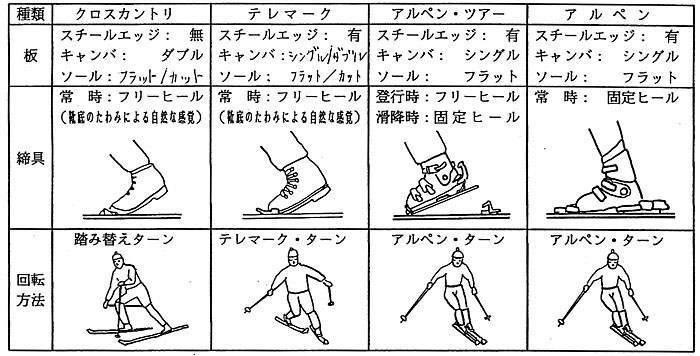 種類 クロスカントリ テレマーク アルペン・ツアー アルペン
板
スチールエッジ： 無
キャンバ： ダブル
ソール： フラット/カット
スチールエッジ： 有
キャンバ：シングル/ダブル
ソール： フラット/カット
スチールエッジ： 有
キャンバ： シングル
ソール： フラット
スチールエッジ： 有
キャンバ： シングル
ソール： フラット
締具
常 時：フリーヒール
(靴底のたわみによる自然な感覚)
常 時：フリーヒール
(靴底のたわみによる自然な感覚)
登行時：フリーヒール
滑降時：固定ヒール
常 時： 固定ヒール
回転
方法
踏み替えターン
テレマーク・ターン
アルペン・ターン
アルペン・ターン